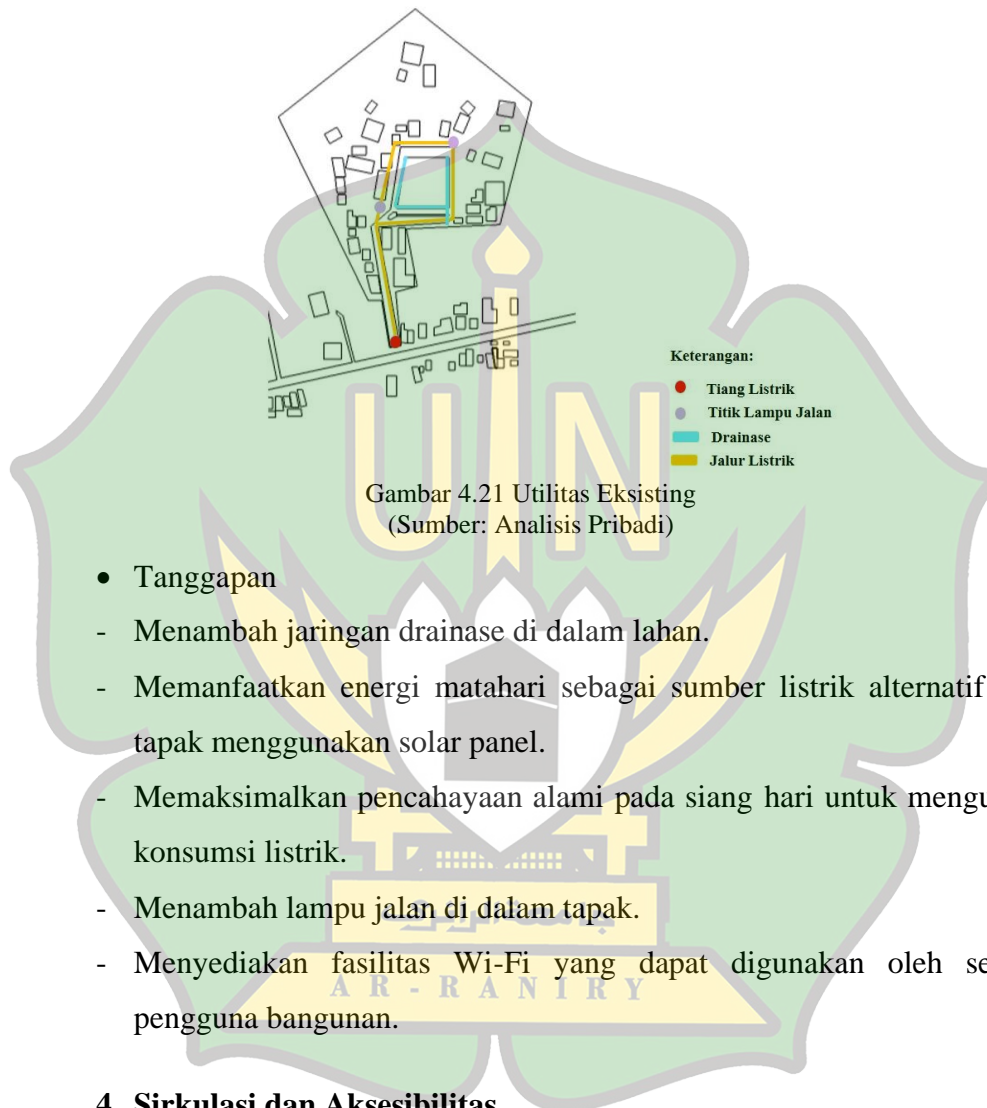 Keterangan:
Tiang Listrik
Titik Lampu Jalan
Drainase
Jalur Listrik
Gambar 4.21 Utilitas Eksisting
(Sumber: Analisis Pribadi)
• Tanggapan
- Menambah jaringan drainase di dalam lahan.
- Memanfaatkan energi matahari sebagai sumber listrik alternatif
tapak menggunakan solar panel.
- Memaksimalkan pencahayaan alami pada siang hari untuk mengu
konsumsi listrik.
- Menambah lampu jalan di dalam tapak.
- Menyediakan fasilitas Wi-Fi yang dapat digunakan oleh se
pengguna bangunan.
4. Sirkulasi dan Aksesibilitas
UIN
جامعة الرانيري
AR-RANIRY